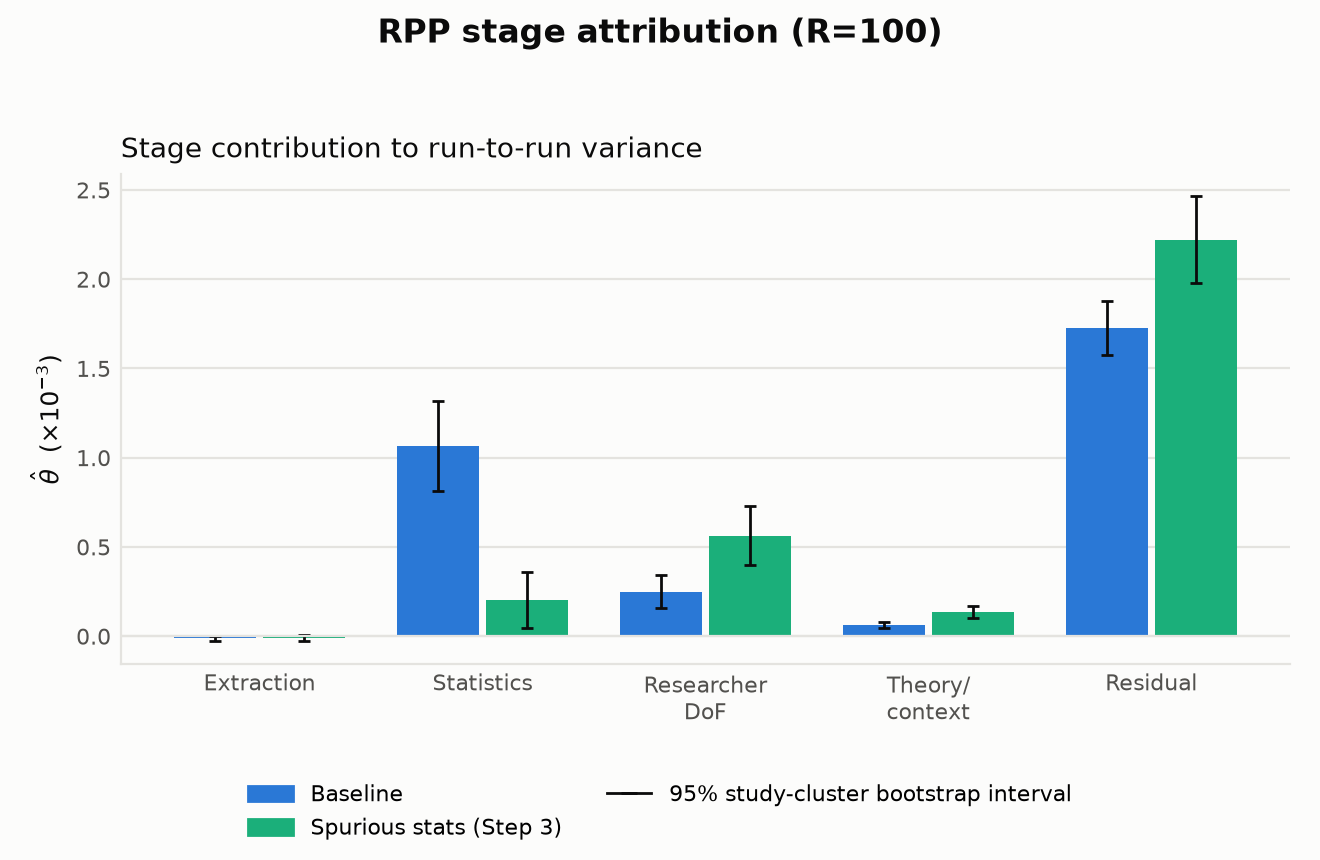 RPP stage attribution (R=100)
Stage contribution to run-to-run variance
2.5
2.0
1.5
1.0
0.5
0.0
θ̂ (×10⁻³)
Extraction
Statistics
Researcher
DoF
Theory/
context
Residual
Baseline
Spurious stats (Step 3)
95% study-cluster bootstrap interval